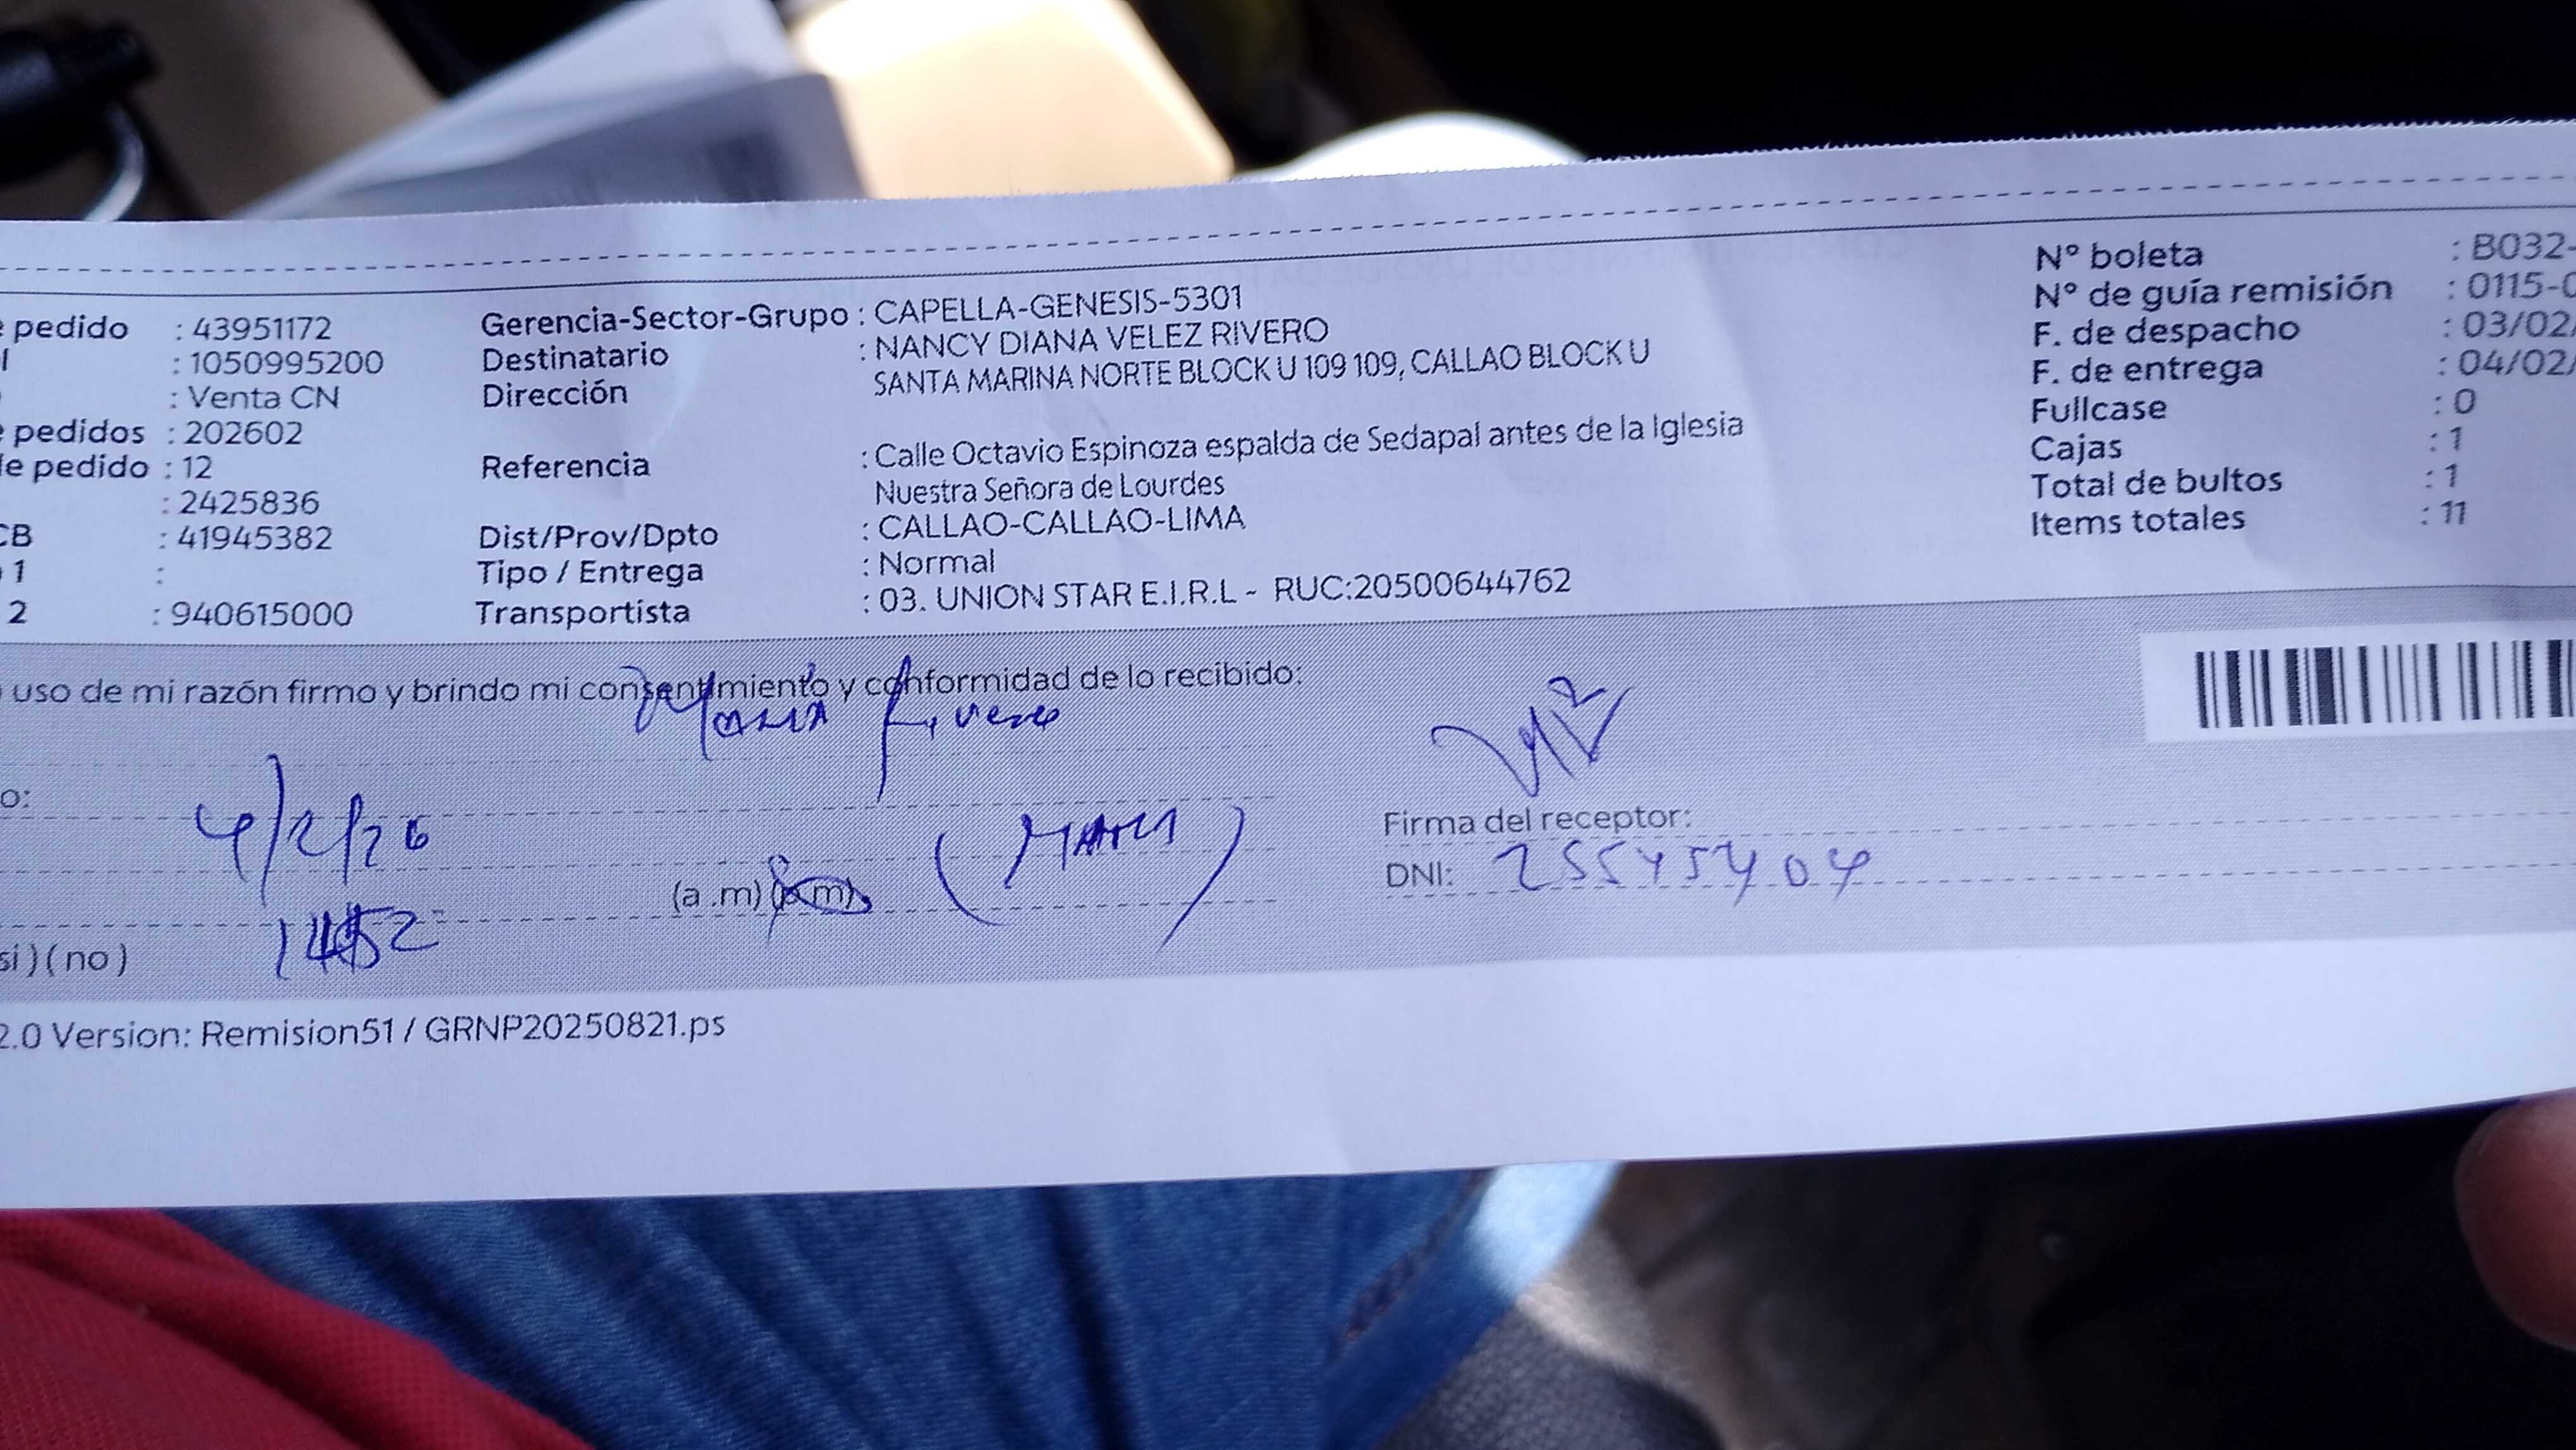 pedido : 43951172
: 1050995200
: Venta CN
pedidos : 202602
de pedido : 12
: 2425836
CB : 41945382
1 :
2 : 940615000
Gerencia-Sector-Grupo : CAPELLA-GENESIS-5301
Destinatario : NANCY DIANA VELEZ RIVERO
Dirección SANTA MARINA NORTE BLOCK U 109 109, CALLAO BLOCK U
Referencia : Calle Octavio Espinoza espalda de Sedapal antes de la Iglesia
Nuestra Señora de Lourdes
Dist/Prov/Dpto : CALLAO-CALLAO-LIMA
Tipo / Entrega : Normal
Transportista : 03. UNION STAR E.I.R.L - RUC:20500644762
Nº boleta : B032-
Nº de guía remisión : 0115-0
F. de despacho : 03/02/
F. de entrega : 04/02/
Fullcase : 0
Cajas : 1
Total de bultos : 1
Items totales : 11
uso de mi razón firmo y brindo mi consentimiento y conformidad de lo recibido:
Rivero
o:
4/2/26
(a .m) (p.m)
Firma del receptor:
DNI:
si ) ( no )
1452
2.0 Version: Remision51 / GRNP20250821.ps